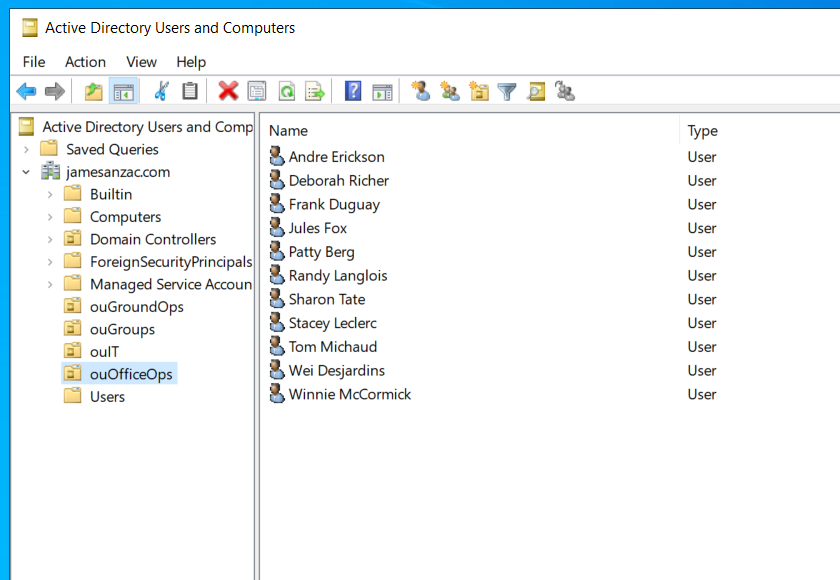 Active Directory Users and Computers
File Action View Help
Active Directory Users and Comp
Saved Queries
jamesanzac.com
Builtin
Computers
Domain Controllers
ForeignSecurityPrincipals
Managed Service Accoun
ouGroundOps
ouGroups
ouIT
ouOfficeOps
Users
Name Type
Andre Erickson User
Deborah Richer User
Frank Duguay User
Jules Fox User
Patty Berg User
Randy Langlois User
Sharon Tate User
Stacey Leclerc User
Tom Michaud User
Wei Desjardins User
Winnie McCormick User